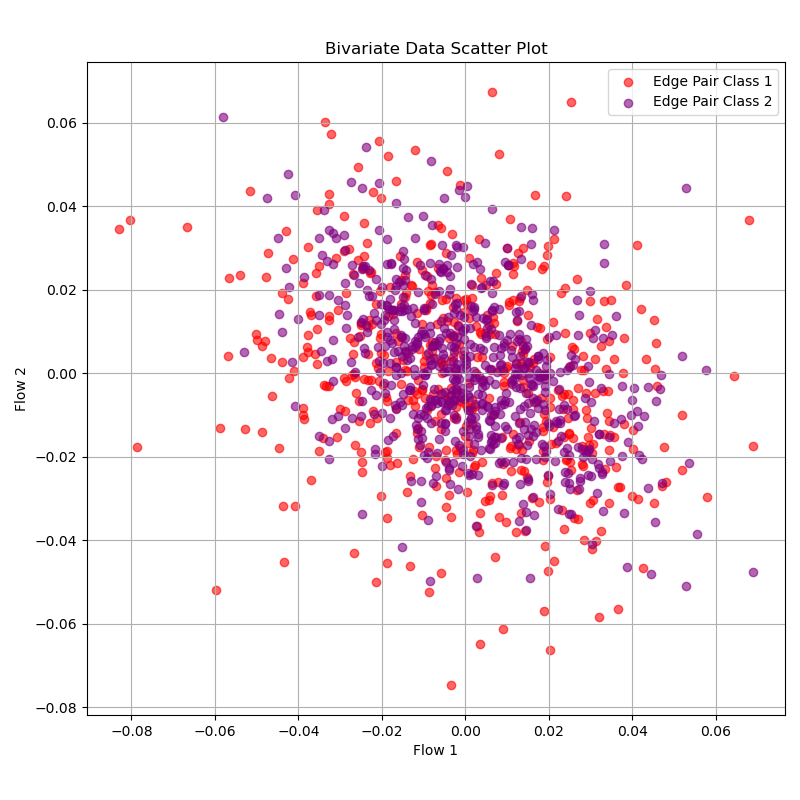 Bivariate Data Scatter Plot
Edge Pair Class 1
Edge Pair Class 2
Flow 2
0.06
0.04
0.02
0.00
−0.02
−0.04
−0.06
−0.08
−0.08 −0.06 −0.04 −0.02 0.00 0.02 0.04 0.06
Flow 1